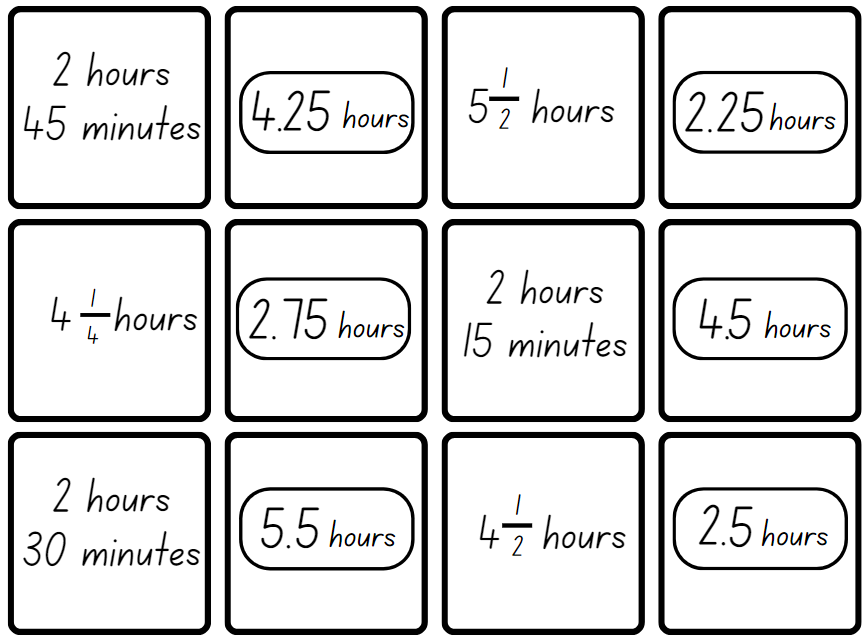 2 hours
45 minutes
4.25 hours
5 1/2 hours
2.25 hours
4 1/4 hours
2.75 hours
2 hours
15 minutes
4.5 hours
2 hours
30 minutes
5.5 hours
4 1/2 hours
2.5 hours